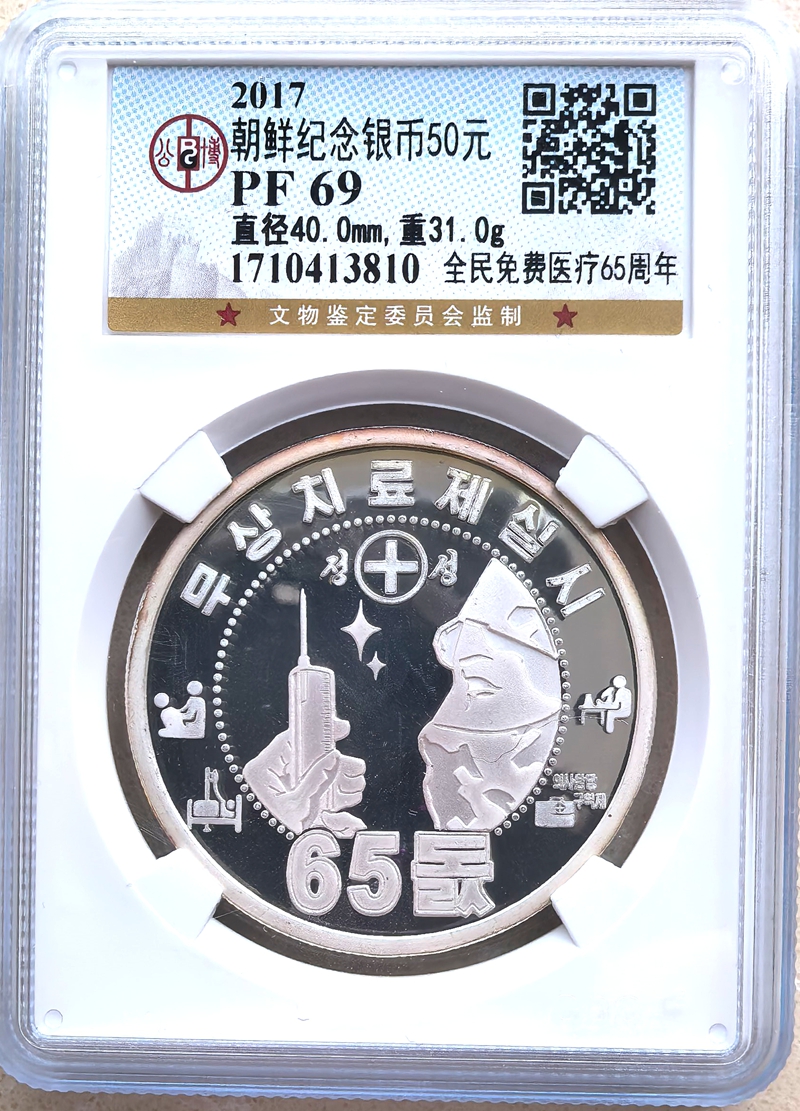 2017
公博
朝鲜纪念银币50元
PF 69
直径40.0mm,重31.0g
1710413810 全民免费医疗65周年
★ 文物鉴定委员会监制 ★
무상치료제실시
정 성
65돐